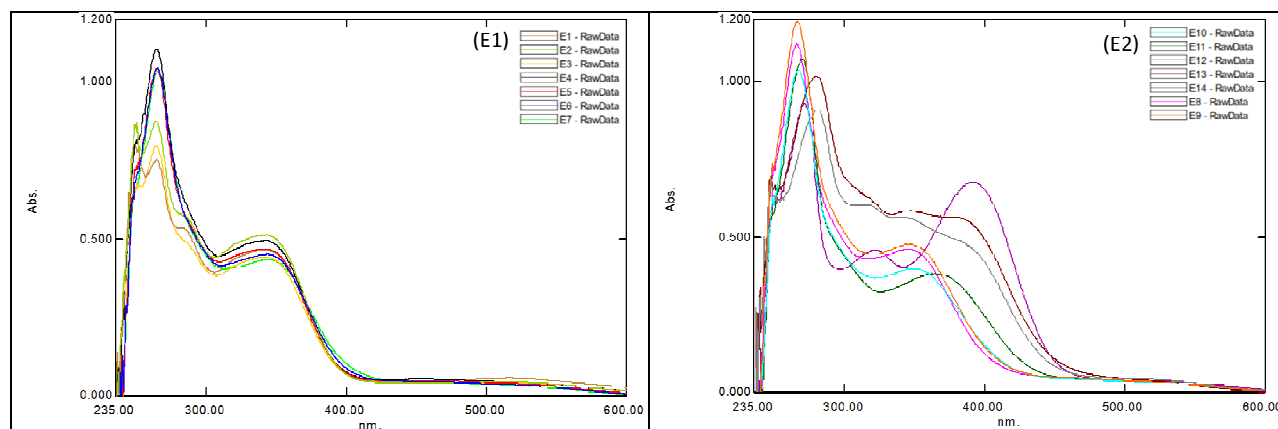 1.200
(E1)
E1 - RawData
E2 - RawData
E3 - RawData
E4 - RawData
E5 - RawData
E6 - RawData
E7 - RawData
1.000
Abs.
0.500
0.000
235.00 300.00 400.00 500.00 600.00
nm.
1.200
(E2)
E10 - RawData
E11 - RawData
E12 - RawData
E13 - RawData
E14 - RawData
E8 - RawData
E9 - RawData
1.000
Abs.
0.500
0.000
235.00 300.00 400.00 500.00 600.00
nm.